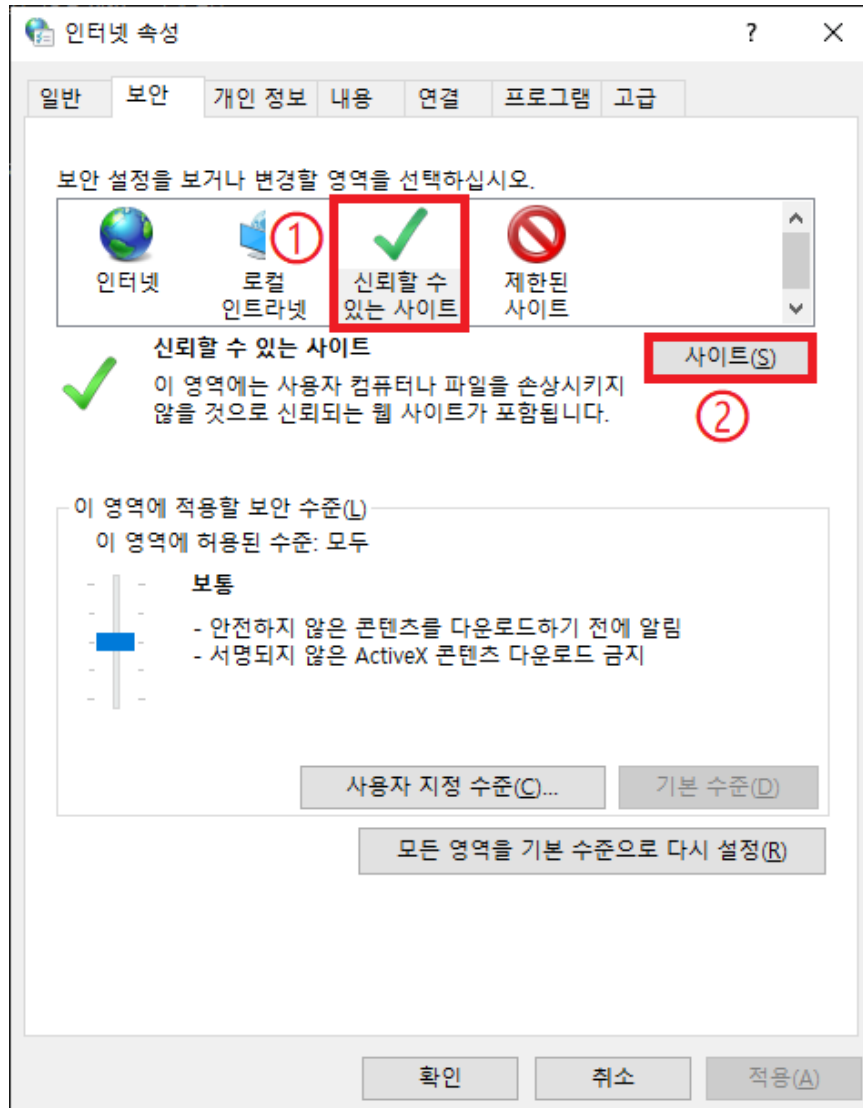 인터넷 속성
일반 보안 개인 정보 내용 연결 프로그램 고급
보안 설정을 보거나 변경할 영역을 선택하십시오.
①
인터넷
로컬
인트라넷
신뢰할 수
있는 사이트
제한된
사이트
신뢰할 수 있는 사이트
사이트(S)
이 영역에는 사용자 컴퓨터나 파일을 손상시키지
않을 것으로 신뢰되는 웹 사이트가 포함됩니다.
②
이 영역에 적용할 보안 수준(L)
이 영역에 허용된 수준: 모두
보통
- 안전하지 않은 콘텐츠를 다운로드하기 전에 알림
- 서명되지 않은 ActiveX 콘텐츠 다운로드 금지
사용자 지정 수준(C)... 기본 수준(D)
모든 영역을 기본 수준으로 다시 설정(R)
확인 취소 적용(A)